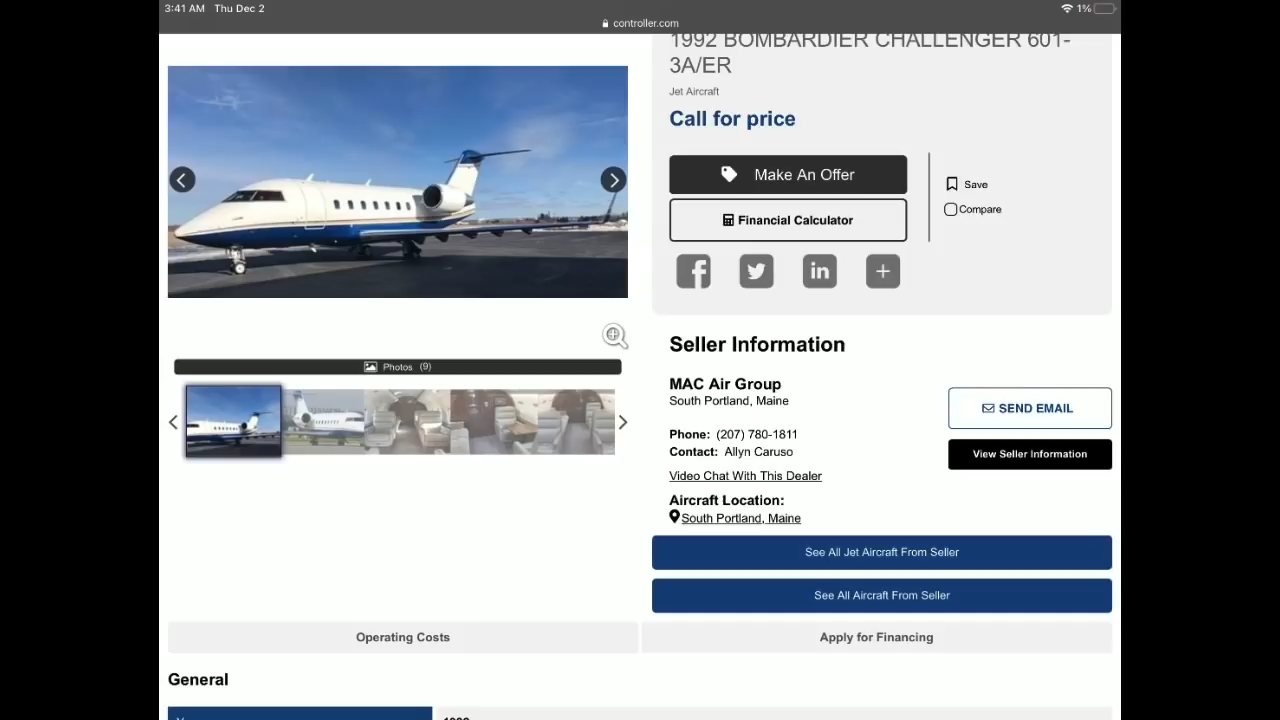 3:41 AM Thu Dec 2
1%
controller.com
1992 BOMBARDIER CHALLENGER 601-
3A/ER
Jet Aircraft
Call for price
Make An Offer
Save
Compare
Financial Calculator
Photos (9)
Seller Information
MAC Air Group
South Portland, Maine
SEND EMAIL
Phone: (207) 780-1811
Contact: Allyn Caruso
View Seller Information
Video Chat With This Dealer
Aircraft Location:
South Portland, Maine
See All Jet Aircraft From Seller
See All Aircraft From Seller
Operating Costs
Apply for Financing
General
1992